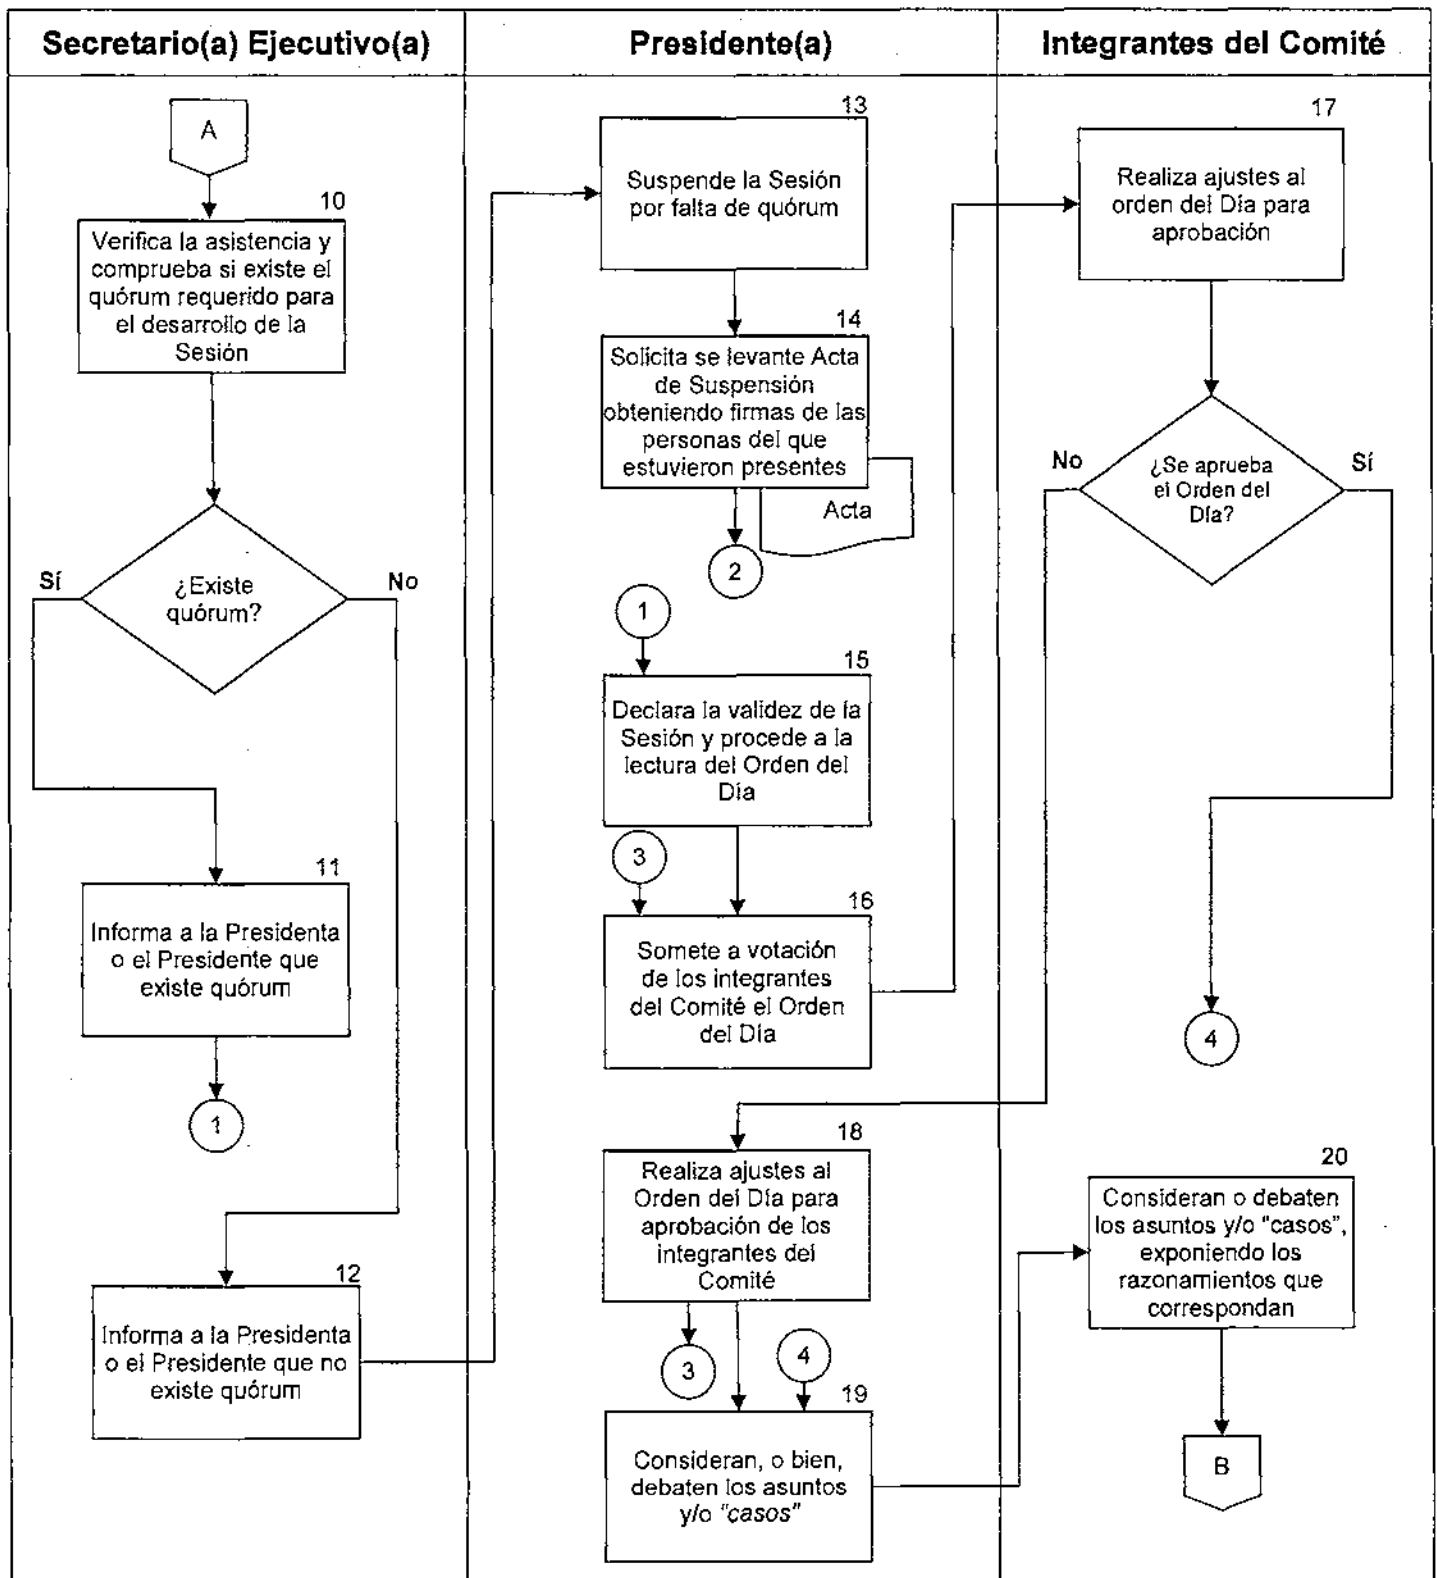 Secretario(a) Ejecutivo(a)
Presidente(a)
Integrantes del Comité
A
10
Verifica la asistencia y
comprueba si existe el
quórum requerido para
el desarrollo de la
Sesión
Sí
¿Existe
quórum?
No
11
Informa a la Presidenta
o el Presidente que
existe quórum
1
12
Informa a la Presidenta
o el Presidente que no
existe quórum
13
Suspende la Sesión
por falta de quórum
14
Solicita se levante Acta
de Suspensión
obteniendo firmas de las
personas del que
estuvieron presentes
Acta
2
1
15
Declara la validez de la
Sesión y procede a la
lectura del Orden del
Día
3
16
Somete a votación
de los integrantes
del Comité el Orden
del Día
18
Realiza ajustes al
Orden del Día para
aprobación de los
integrantes del
Comité
3
4
19
Consideran, o bien,
debaten los asuntos
y/o "casos"
17
Realiza ajustes al
orden del Día para
aprobación
No
¿Se aprueba
el Orden del
Día?
Sí
4
20
Consideran o debaten
los asuntos y/o "casos",
exponiendo los
razonamientos que
correspondan
B